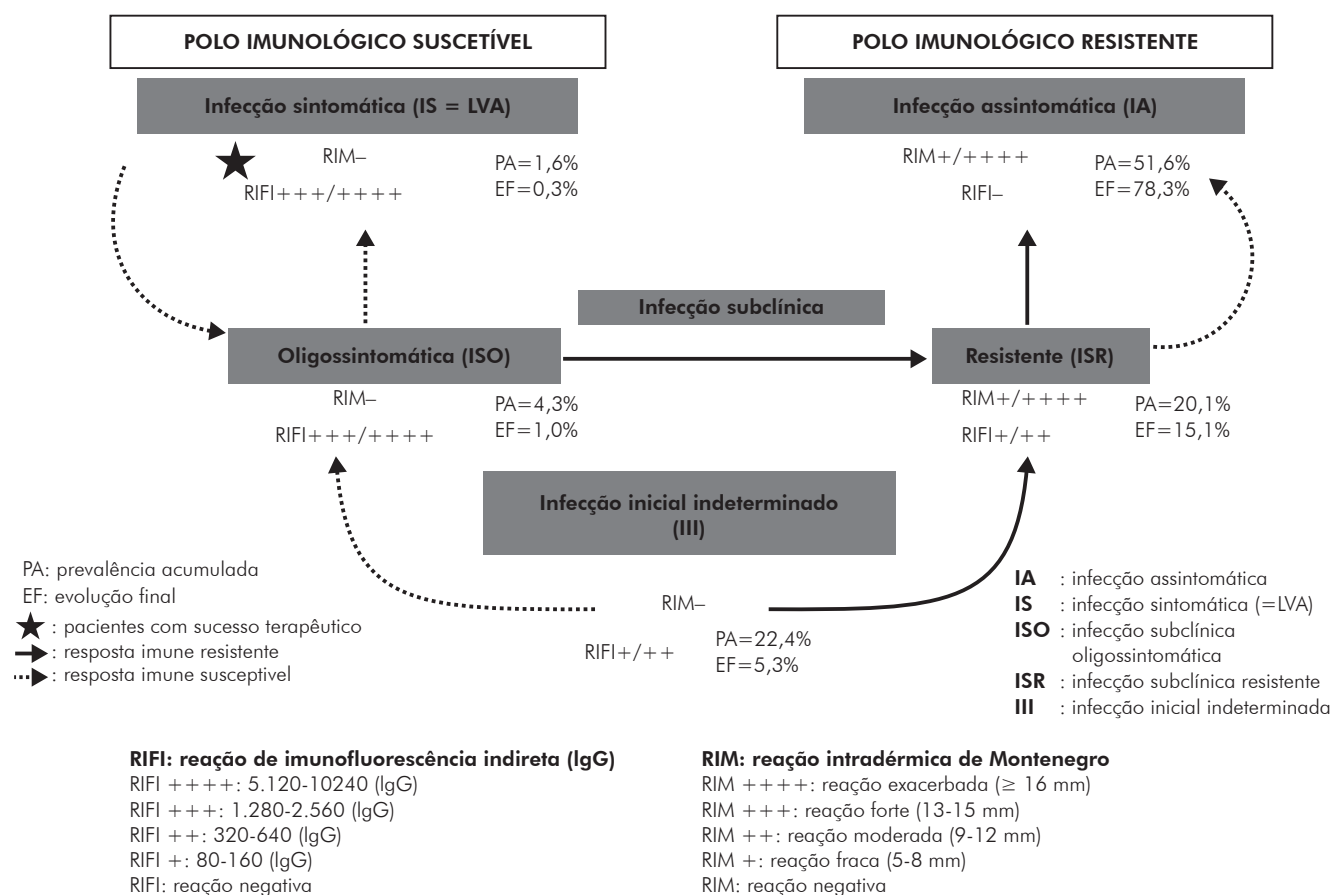 POLO IMUNOLÓGICO SUSCETÍVEL
POLO IMUNOLÓGICO RESISTENTE
Infecção sintomática (IS = LVA)
Infecção assintomática (IA)
RIM–
RIFI+++/++++
PA=1,6%
EF=0,3%
RIM+/++++
RIFI–
PA=51,6%
EF=78,3%
Infecção subclínica
Oligossintomática (ISO)
Resistente (ISR)
RIM–
RIFI+++/++++
PA=4,3%
EF=1,0%
RIM+/++++
RIFI+/++
PA=20,1%
EF=15,1%
Infecção inicial indeterminado
(III)
RIM–
RIFI+/++
PA=22,4%
EF=5,3%
PA: prevalência acumulada
EF: evolução final
: pacientes com sucesso terapêutico
: resposta imune resistente
: resposta imune susceptivel
IA : infecção assintomática
IS : infecção sintomática (=LVA)
ISO : infecção subclínica
oligossintomática
ISR : infecção subclínica resistente
III : infecção inicial indeterminada
RIFI: reação de imunofluorescência indireta (IgG)
RIFI ++++: 5.120-10240 (IgG)
RIFI +++: 1.280-2.560 (IgG)
RIFI ++: 320-640 (IgG)
RIFI +: 80-160 (IgG)
RIFI: reação negativa
RIM: reação intradérmica de Montenegro
RIM ++++: reação exacerbada (≥ 16 mm)
RIM +++: reação forte (13-15 mm)
RIM ++: reação moderada (9-12 mm)
RIM +: reação fraca (5-8 mm)
RIM: reação negativa